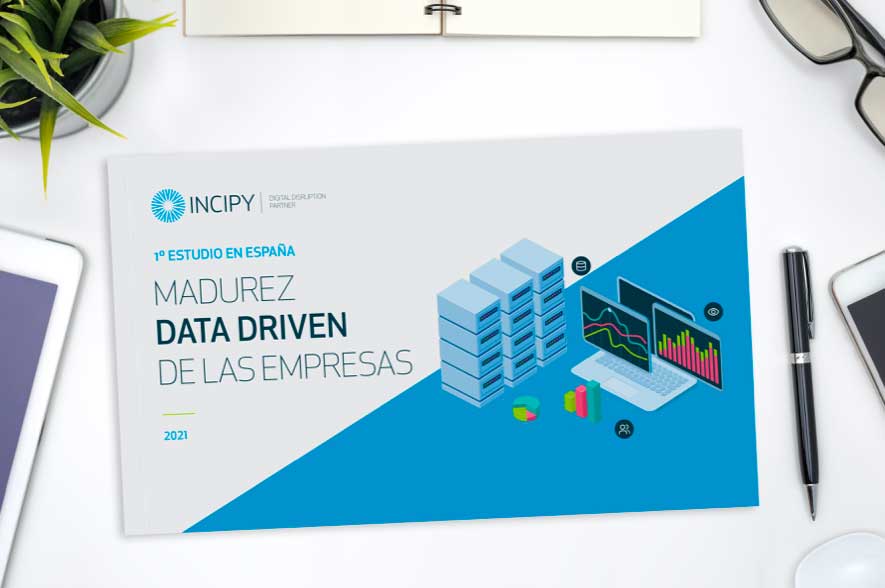 INCIPY
DIGITAL DISRUPTION
PARTNER
1º ESTUDIO EN ESPAÑA
MADUREZ
DATA DRIVEN
DE LAS EMPRESAS
2021